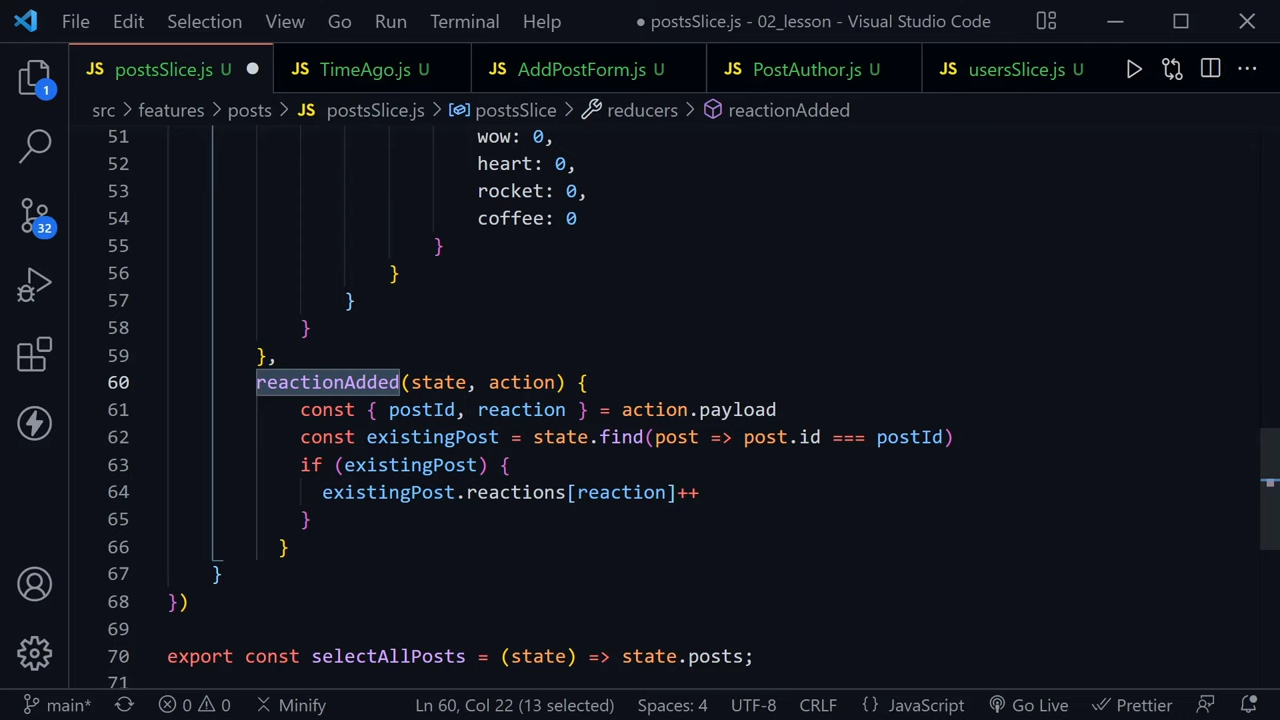 File Edit Selection View Go Run Terminal Help ● postsSlice.js - 02_lesson - Visual Studio Code
JS postsSlice.js U JS TimeAgo.js U JS AddPostForm.js U JS PostAuthor.js U JS usersSlice.js U
src > features > posts > JS postsSlice.js > postsSlice > reducers > reactionAdded
1
32
51 wow: 0,
52 heart: 0,
53 rocket: 0,
54 coffee: 0
55 }
56 }
57 }
58 }
59 },
60 reactionAdded(state, action) {
61 const { postId, reaction } = action.payload
62 const existingPost = state.find(post => post.id === postId)
63 if (existingPost) {
64 existingPost.reactions[reaction]++
65 }
66 }
67 }
68 })
69
70 export const selectAllPosts = (state) => state.posts;
71
main* 0 0 Minify Ln 60, Col 22 (13 selected) Spaces: 4 UTF-8 CRLF {} JavaScript Go Live Prettier